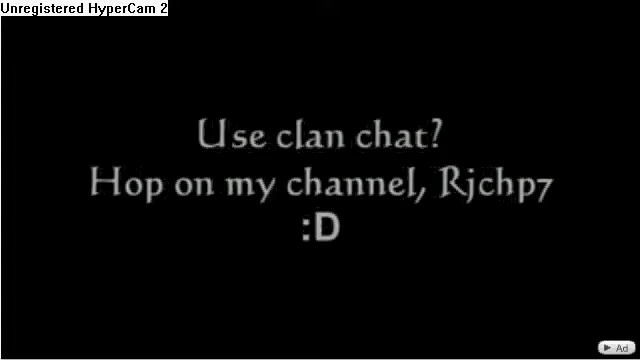 Unregistered HyperCam 2
Use clan chat?
Hop on my channel, Rjchp7
:D
Ad